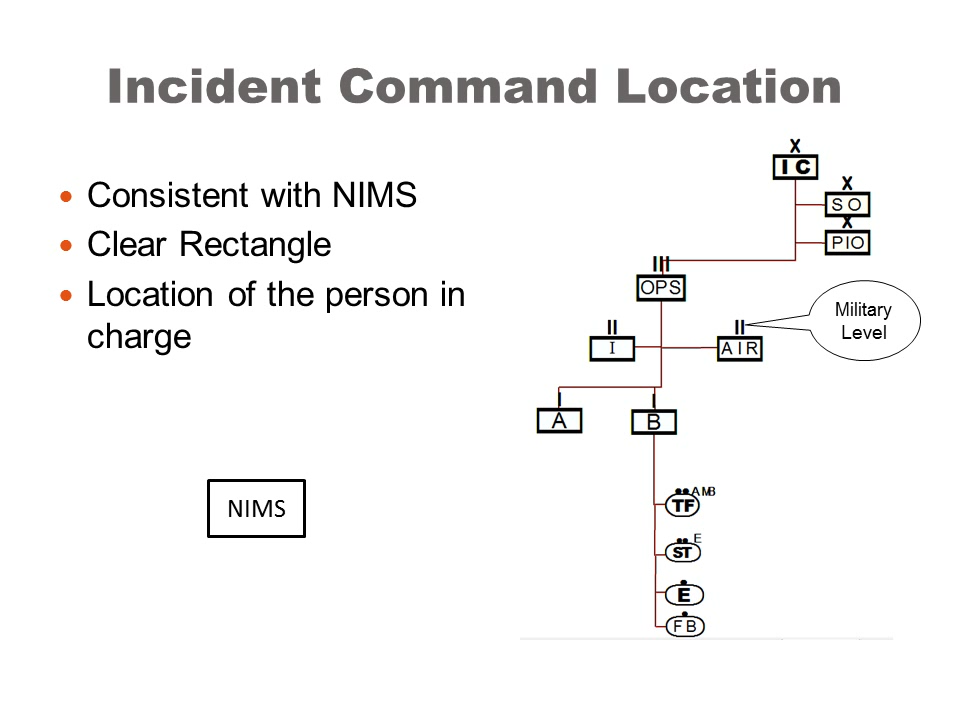 Incident Command Location
Consistent with NIMS
Clear Rectangle
Location of the person in
charge
NIMS
X
I C
X
S O
X
PIO
III
OPS
II
I
II
A I R
Military
Level
I
A
I
B
AMB
TF
E
ST
E
F B